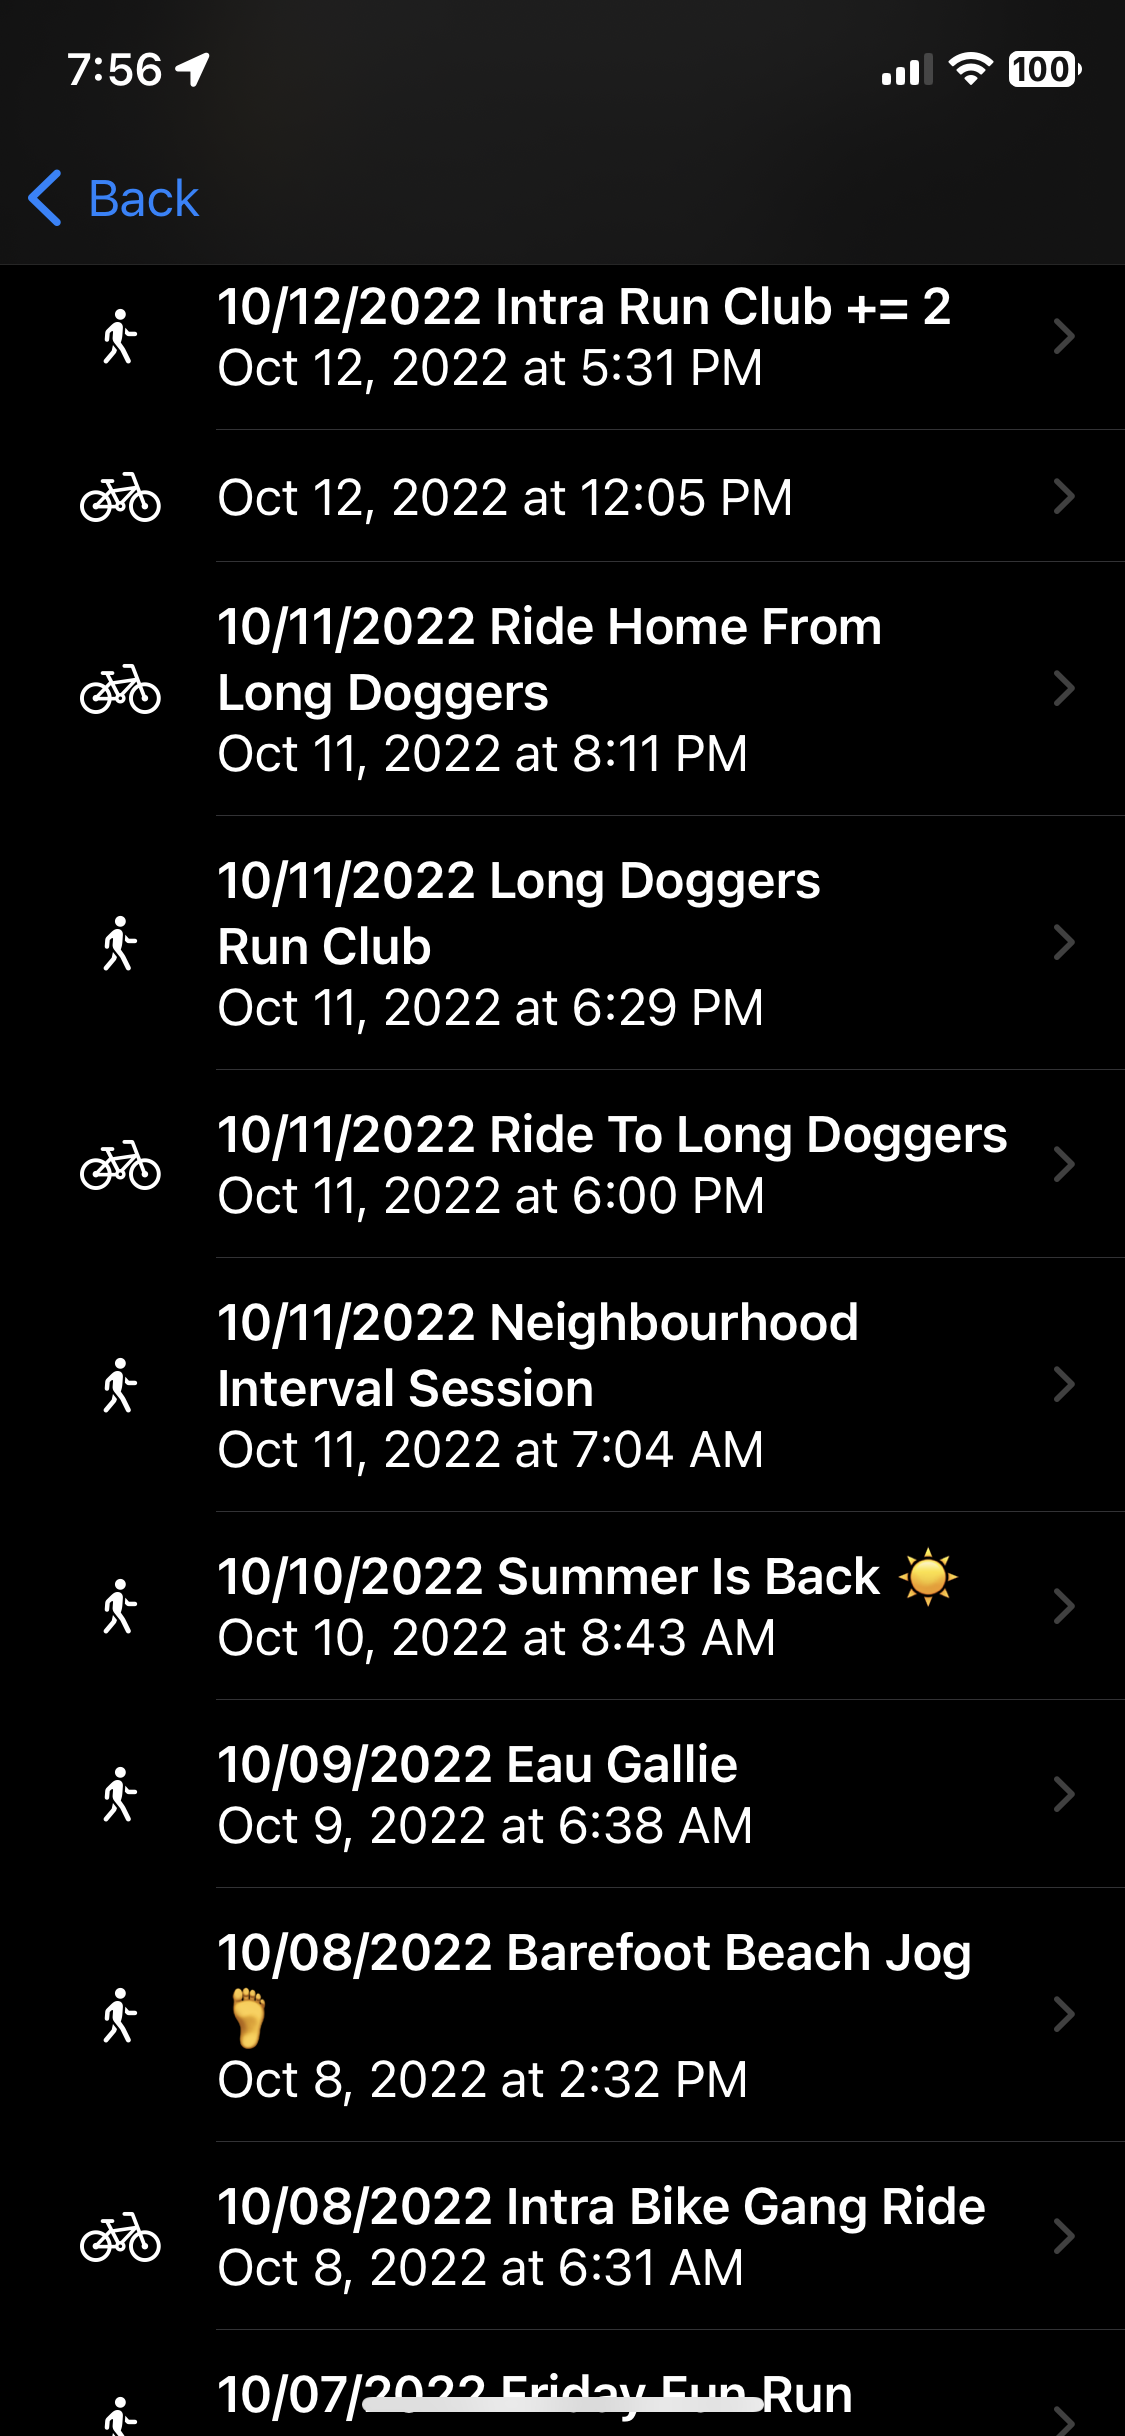 7:56
100
Back
10/12/2022 Intra Run Club += 2
Oct 12, 2022 at 5:31 PM
Oct 12, 2022 at 12:05 PM
10/11/2022 Ride Home From
Long Doggers
Oct 11, 2022 at 8:11 PM
10/11/2022 Long Doggers
Run Club
Oct 11, 2022 at 6:29 PM
10/11/2022 Ride To Long Doggers
Oct 11, 2022 at 6:00 PM
10/11/2022 Neighbourhood
Interval Session
Oct 11, 2022 at 7:04 AM
10/10/2022 Summer Is Back ☀️
Oct 10, 2022 at 8:43 AM
10/09/2022 Eau Gallie
Oct 9, 2022 at 6:38 AM
10/08/2022 Barefoot Beach Jog
🦶
Oct 8, 2022 at 2:32 PM
10/08/2022 Intra Bike Gang Ride
Oct 8, 2022 at 6:31 AM
10/07/2022 Friday Fun Run